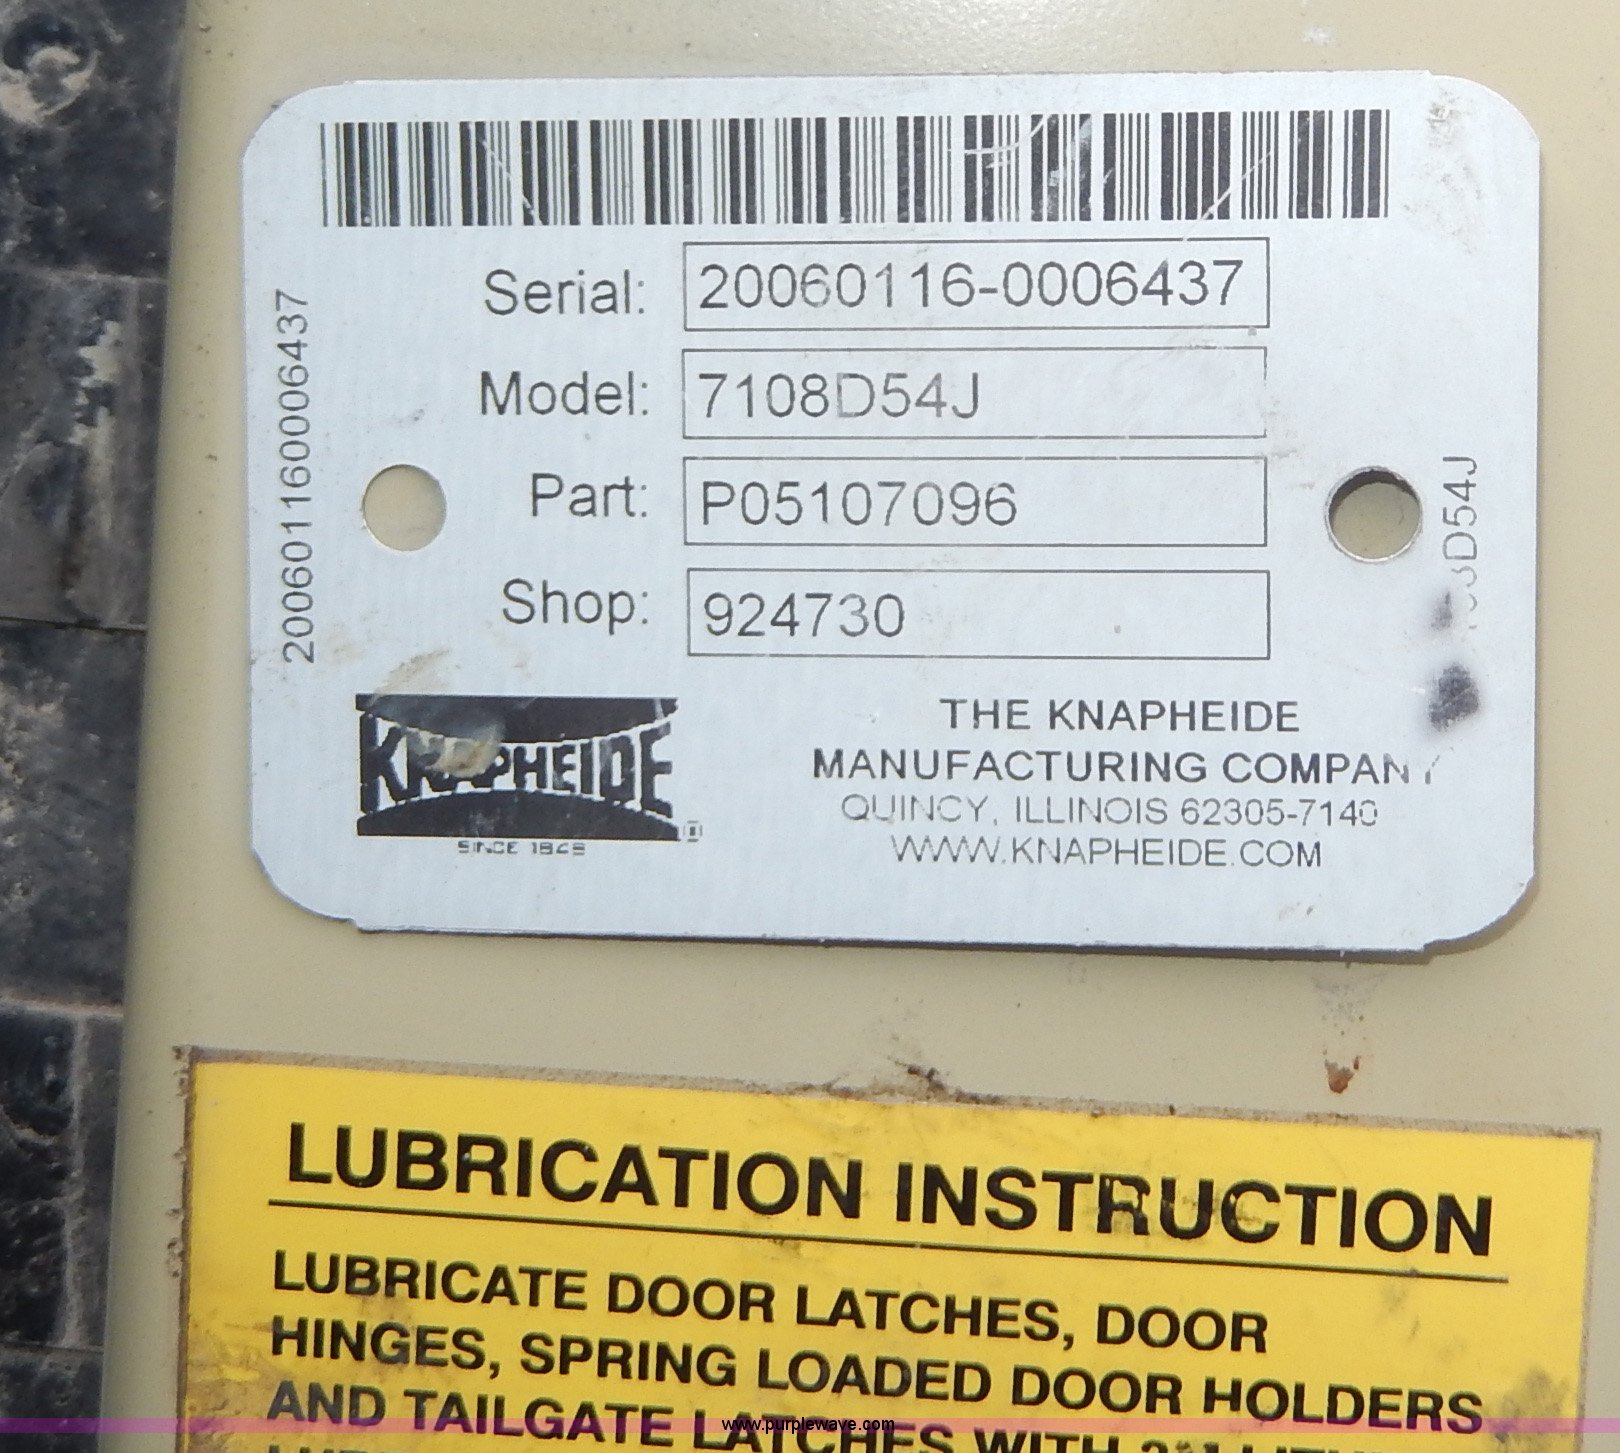 Serial: 20060116-0006437
Model: 7108D54J
Part: P05107096
Shop: 924730
200601160006437
KNAPHEIDE
SINCE 1848
THE KNAPHEIDE
MANUFACTURING COMPANY
QUINCY, ILLINOIS 62305-7140
WWW.KNAPHEIDE.COM
LUBRICATION INSTRUCTION
LUBRICATE DOOR LATCHES, DOOR
HINGES, SPRING LOADED DOOR HOLDERS
AND TAILGATE LATCHES WITH
www.purplewave.com